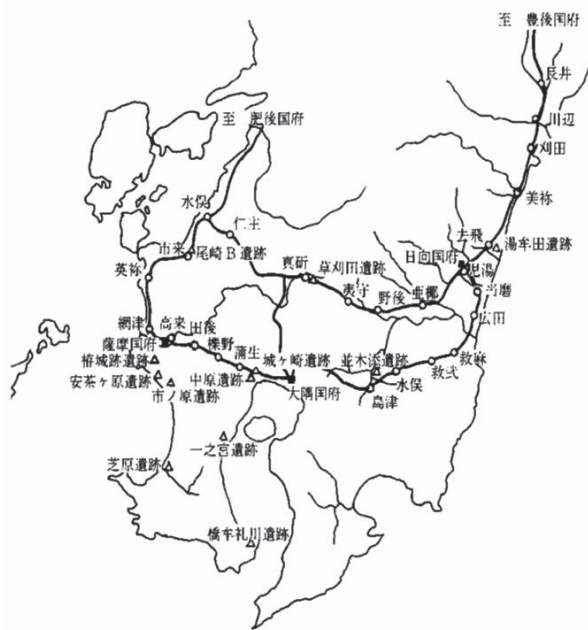 至 豊後国府
長井
川辺
刈田
美祢
去飛
湯牟田遺跡
日向国府
児湯
当磨
広田
救麻
救弐
水俣
島津
並木添遺跡
至 肥後国府
水俣
仁主
市来
尾崎B遺跡
英祢
網津
高来
田後
薩摩国府
櫟野
蒲生
椿城跡遺跡
安茶ヶ原遺跡
市ノ原遺跡
中原遺跡
城ヶ崎遺跡
大隅国府
真斫
草刈田遺跡
夷守
野後
亜椰
一之宮遺跡
芝原遺跡
橋牟礼川遺跡